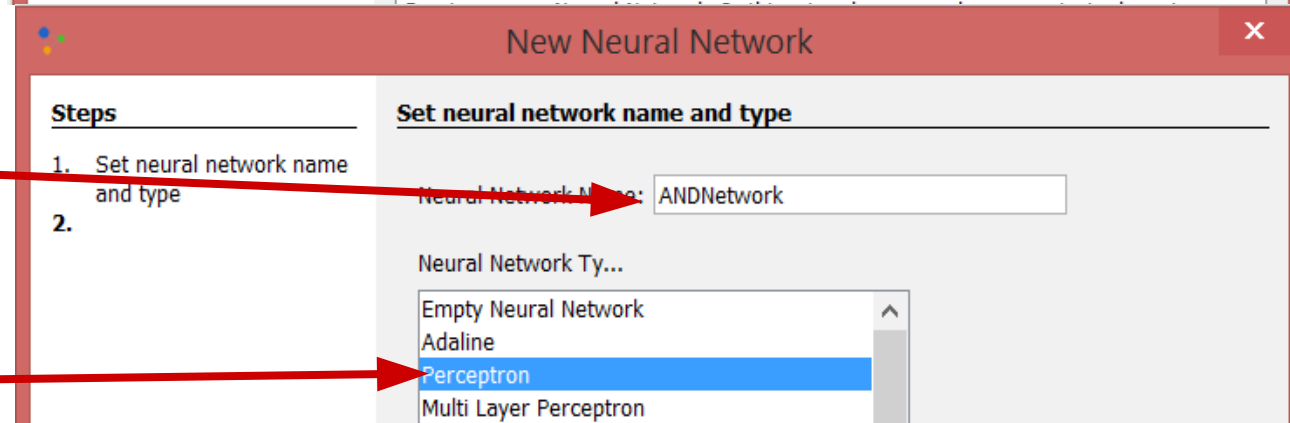 New Neural Network
Steps
1. Set neural network name
and type
2.
Set neural network name and type
Neural Network Name: ANDNetwork
Neural Network Ty...
Empty Neural Network
Adaline
Perceptron
Multi Layer Perceptron